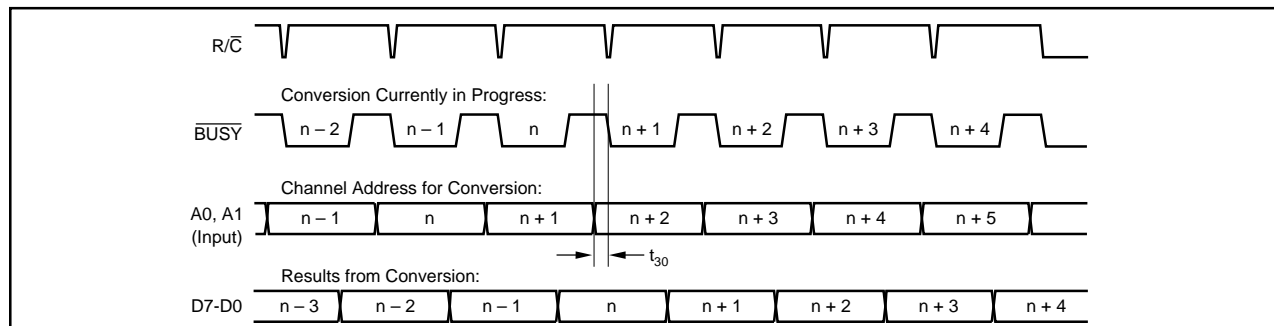 R/C̅
Conversion Currently in Progress:
B̅U̅S̅Y̅ n – 2 n – 1 n n + 1 n + 2 n + 3 n + 4
Channel Address for Conversion:
A0, A1
(Input) n – 1 n n + 1 n + 2 n + 3 n + 4 n + 5
t30
Results from Conversion:
D7-D0 n – 3 n – 2 n – 1 n n + 1 n + 2 n + 3 n + 4